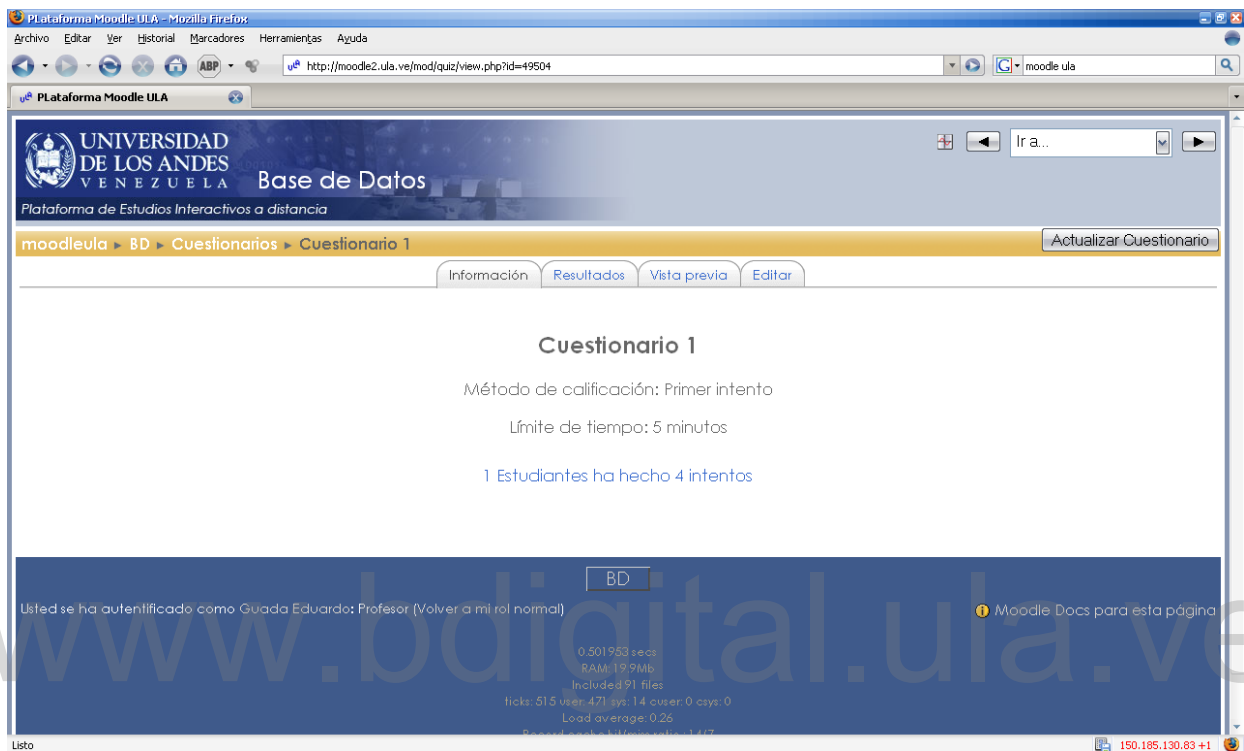 PLataforma Moodle ULA - Mozilla Firefox
Archivo Editar Ver Historial Marcadores Herramientas Ayuda
ABP http://moodle2.ula.ve/mod/quiz/view.php?id=49504 G moodle ula
PLataforma Moodle ULA
UNIVERSIDAD
DE LOS ANDES
VENEZUELA
Base de Datos
Ir a...
Plataforma de Estudios Interactivos a distancia
moodleula ► BD ► Cuestionarios ► Cuestionario 1 Actualizar Cuestionario
Información Resultados Vista previa Editar
Cuestionario 1
Método de calificación: Primer intento
Límite de tiempo: 5 minutos
1 Estudiantes ha hecho 4 intentos
BD
Usted se ha autentificado como Guada Eduardo: Profesor (Volver a mi rol normal) Moodle Docs para esta página
www.bdigital.ula.ve
0.501953 secs
RAM: 19.9Mb
Included 91 files
ticks: 515 user: 471 sys: 14 cuser: 0 csys: 0
Load average: 0.26
Listo 150.185.130.83 +1